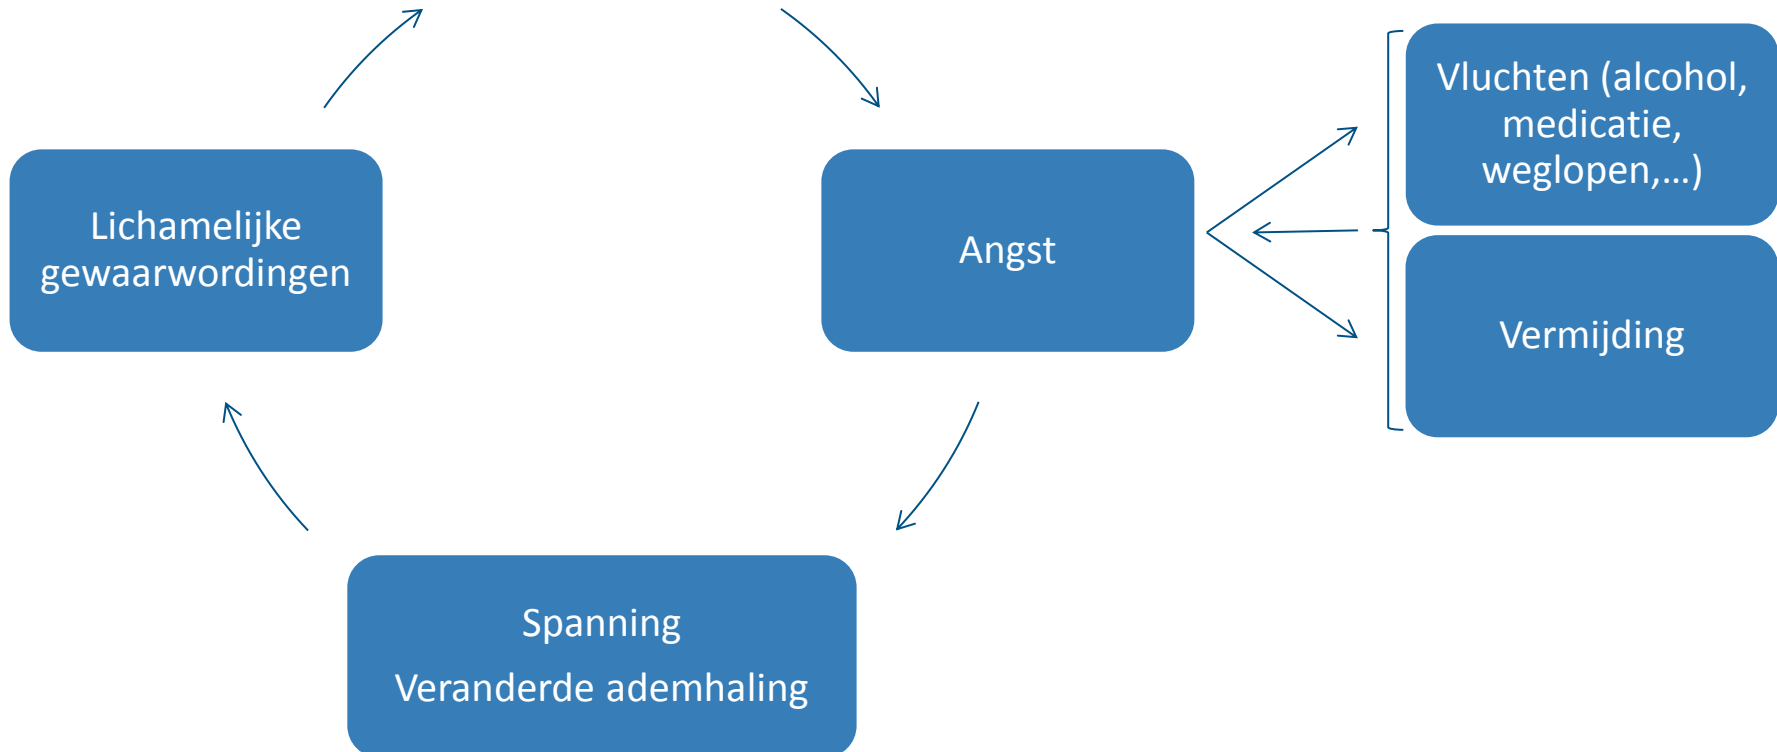 Vluchten (alcohol,
medicatie,
weglopen,...)
Lichamelijke
gewaarwordingen
Angst
Vermijding
Spanning
Veranderde ademhaling